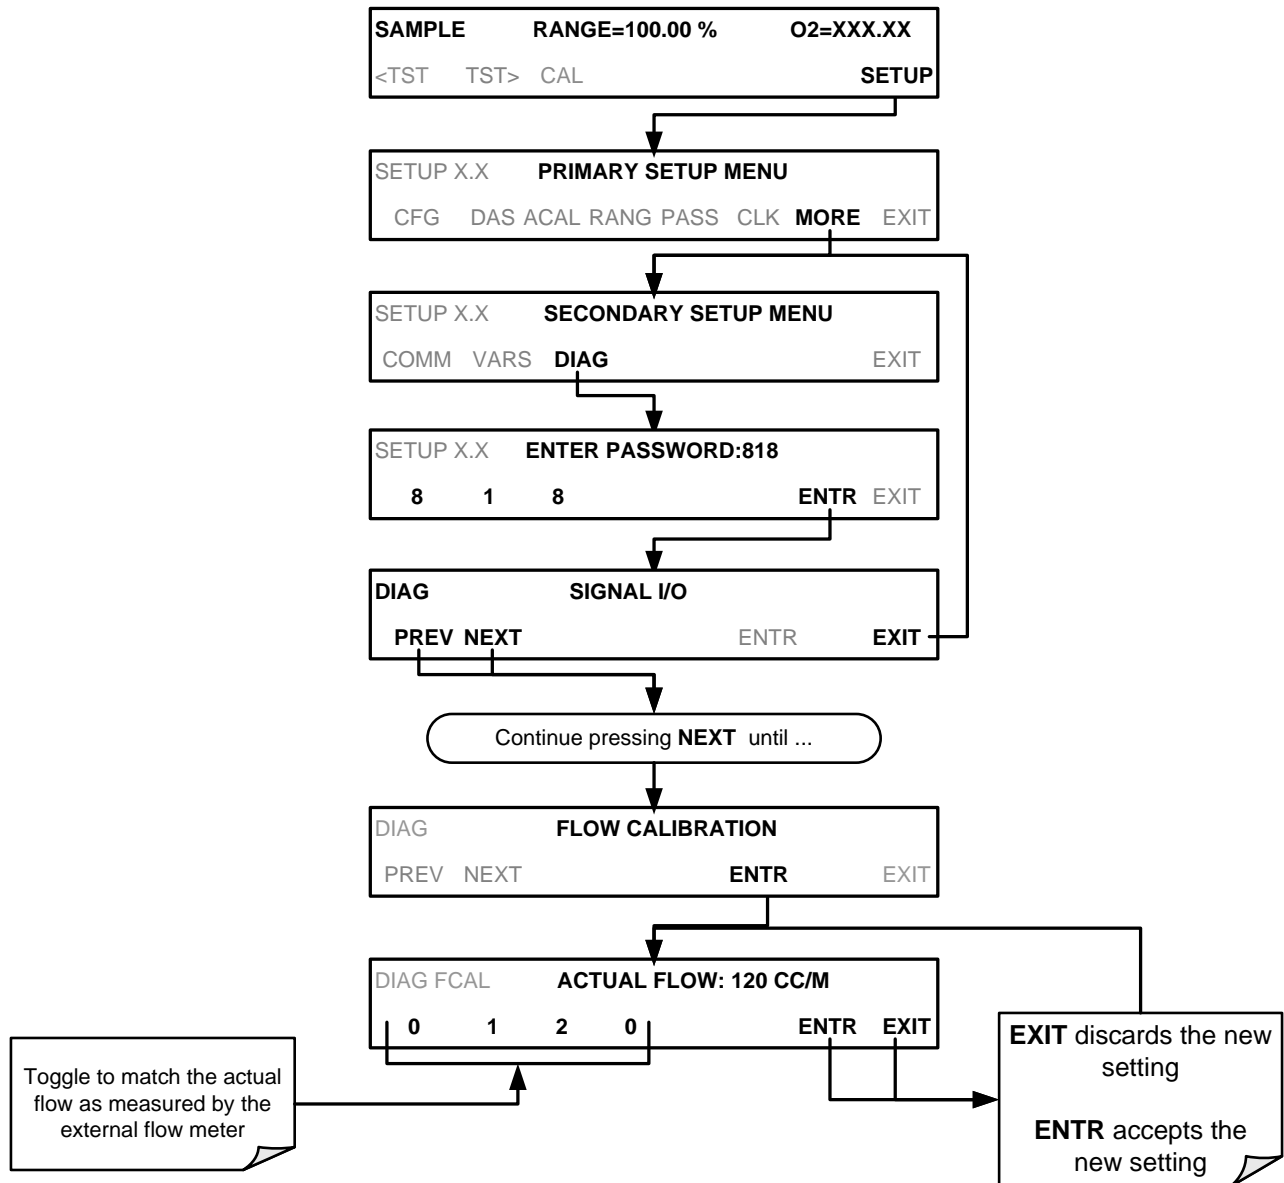 SAMPLE RANGE=100.00 % O2=XXX.XX
<TST TST> CAL SETUP
SETUP X.X PRIMARY SETUP MENU
CFG DAS ACAL RANG PASS CLK MORE EXIT
SETUP X.X SECONDARY SETUP MENU
COMM VARS DIAG EXIT
SETUP X.X ENTER PASSWORD:818
8 1 8 ENTR EXIT
DIAG SIGNAL I/O
PREV NEXT ENTR EXIT
Continue pressing NEXT until ...
DIAG FLOW CALIBRATION
PREV NEXT ENTR EXIT
DIAG FCAL ACTUAL FLOW: 120 CC/M
0 1 2 0 ENTR EXIT
Toggle to match the actual
flow as measured by the
external flow meter
EXIT discards the new
setting
ENTR accepts the
new setting